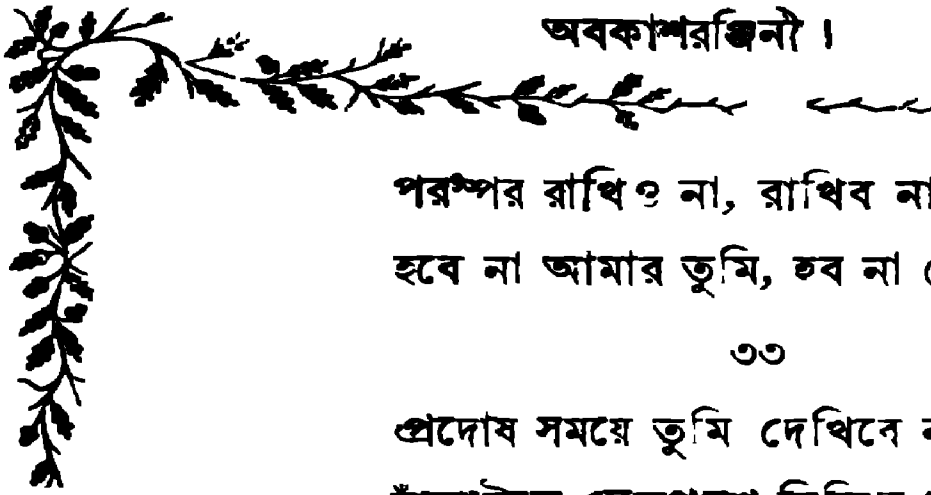 অবকাশরঞ্জিনী ।
পরস্পর রাখিও না, রাখিব না
হবে না আমার তুমি, হব না
৩৩
প্রদোষ সময়ে তুমি দেখিবে